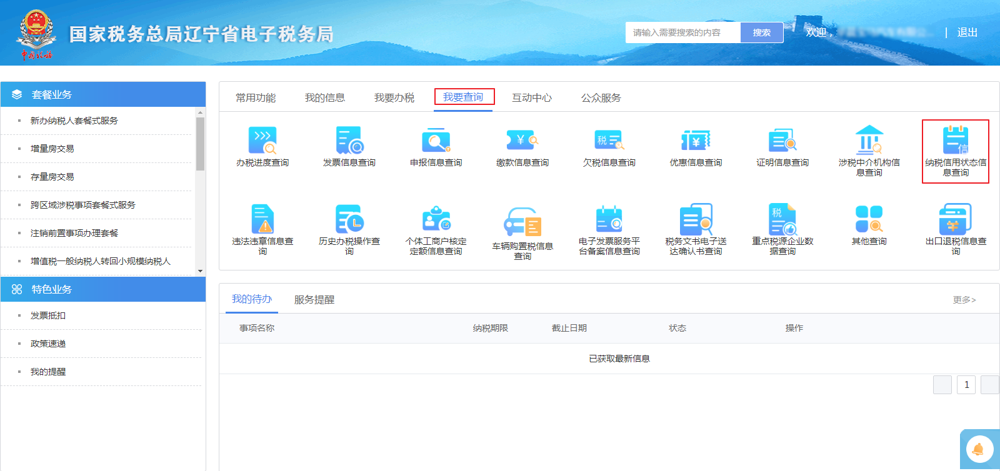 国家税务总局辽宁省电子税务局
中国税务
请输入需要搜索的内容
搜索
欢迎，
| 退出
套餐业务
新办纳税人套餐式服务
增量房交易
存量房交易
跨区域涉税事项套餐式服务
注销前置事项办理套餐
增值税一般纳税人转回小规模纳税人
特色业务
发票抵扣
政策速递
我的提醒
常用功能
我的信息
我要办税
我要查询
互动中心
公众服务
办税进度查询
发票信息查询
申报信息查询
¥
缴款信息查询
税
欠税信息查询
¥
优惠信息查询
证明信息查询
涉税中介机构信
息查询
信
纳税信用状态信
息查询
违法违章信息查
询
历史办税操作查
询
个体工商户核定
定额信息查询
车辆购置税信息
查询
电子发票服务平
台备案信息查询
税务文书电子送
达确认书查询
税
重点税源企业数
据查询
其他查询
¥
出口退税信息查
询
我的待办
服务提醒
更多>
事项名称
纳税期限
截止日期
状态
操作
已获取最新信息
1